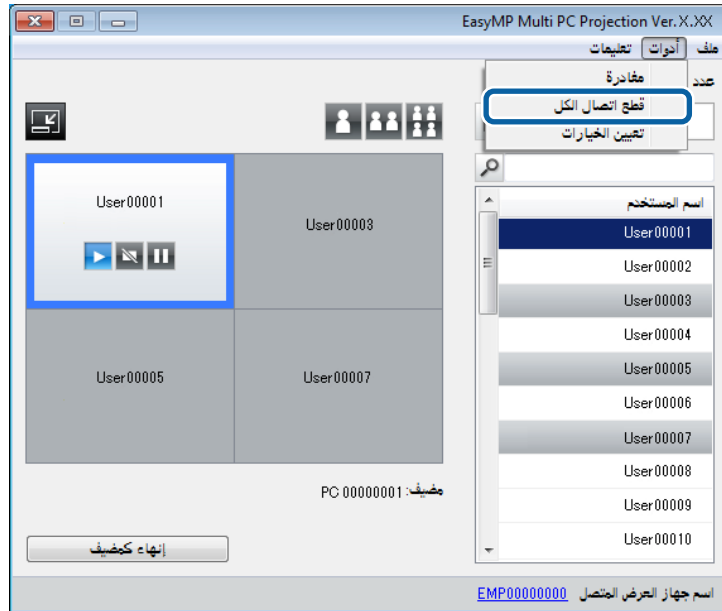 EasyMP Multi PC Projection Ver.X.XX
ملف أدوات تعليمات
عدد
مغادرة
قطع اتصال الكل
تعيين الخيارات
اسم المستخدم
User00001
User00002
User00003
User00004
User00005
User00006
User00007
User00008
User00009
User00010
User00001
User00003
User00005
User00007
مضيف: PC 00000001
إنهاء كمضيف
اسم جهاز العرض المتصل EMP00000000